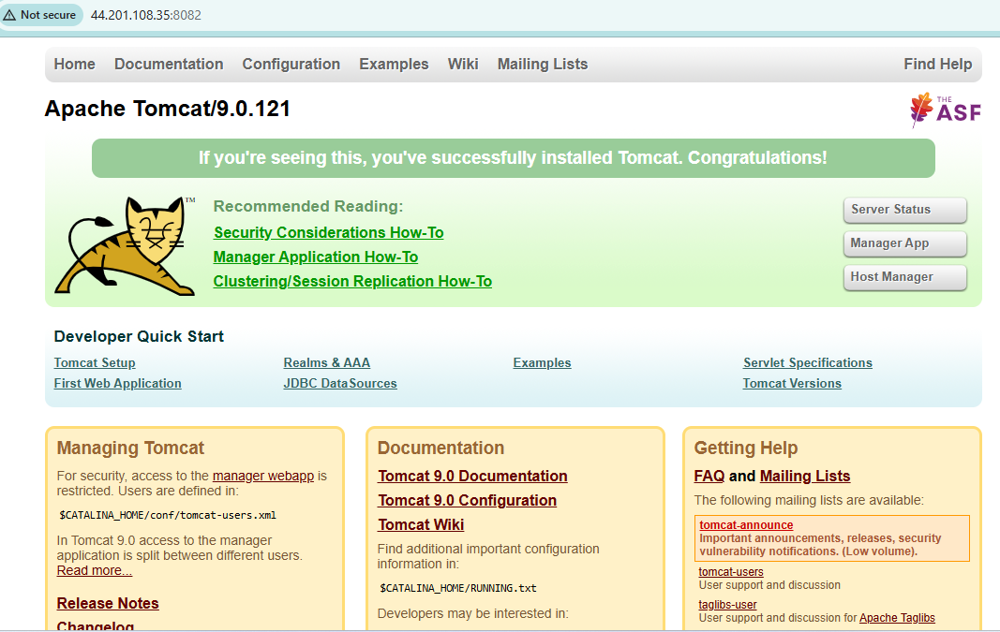 Not secure 44.201.108.35:8082
Home Documentation Configuration Examples Wiki Mailing Lists Find Help
Apache Tomcat/9.0.121
THE
ASF
If you're seeing this, you've successfully installed Tomcat. Congratulations!
TM
Recommended Reading:
Security Considerations How-To
Manager Application How-To
Clustering/Session Replication How-To
Server Status
Manager App
Host Manager
Developer Quick Start
Tomcat Setup
First Web Application
Realms & AAA
JDBC DataSources
Examples
Servlet Specifications
Tomcat Versions
Managing Tomcat
For security, access to the manager webapp is
restricted. Users are defined in:
$CATALINA_HOME/conf/tomcat-users.xml
In Tomcat 9.0 access to the manager
application is split between different users.
Read more...
Release Notes
Changelog
Documentation
Tomcat 9.0 Documentation
Tomcat 9.0 Configuration
Tomcat Wiki
Find additional important configuration
information in:
$CATALINA_HOME/RUNNING.txt
Developers may be interested in:
Getting Help
FAQ and Mailing Lists
The following mailing lists are available:
tomcat-announce
Important announcements, releases, security
vulnerability notifications. (Low volume).
tomcat-users
User support and discussion
taglibs-user
User support and discussion for Apache Taglibs